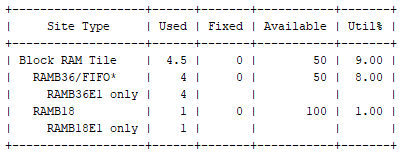 +-------------------+------+-------+-----------+-------+
|     Site Type     | Used | Fixed | Available | Util% |
+-------------------+------+-------+-----------+-------+
| Block RAM Tile    |  4.5 |     0 |        50 |  9.00 |
|   RAMB36/FIFO*    |    4 |     0 |        50 |  8.00 |
|     RAMB36E1 only |    4 |       |           |       |
|   RAMB18          |    1 |     0 |       100 |  1.00 |
|     RAMB18E1 only |    1 |       |           |       |
+-------------------+------+-------+-----------+-------+